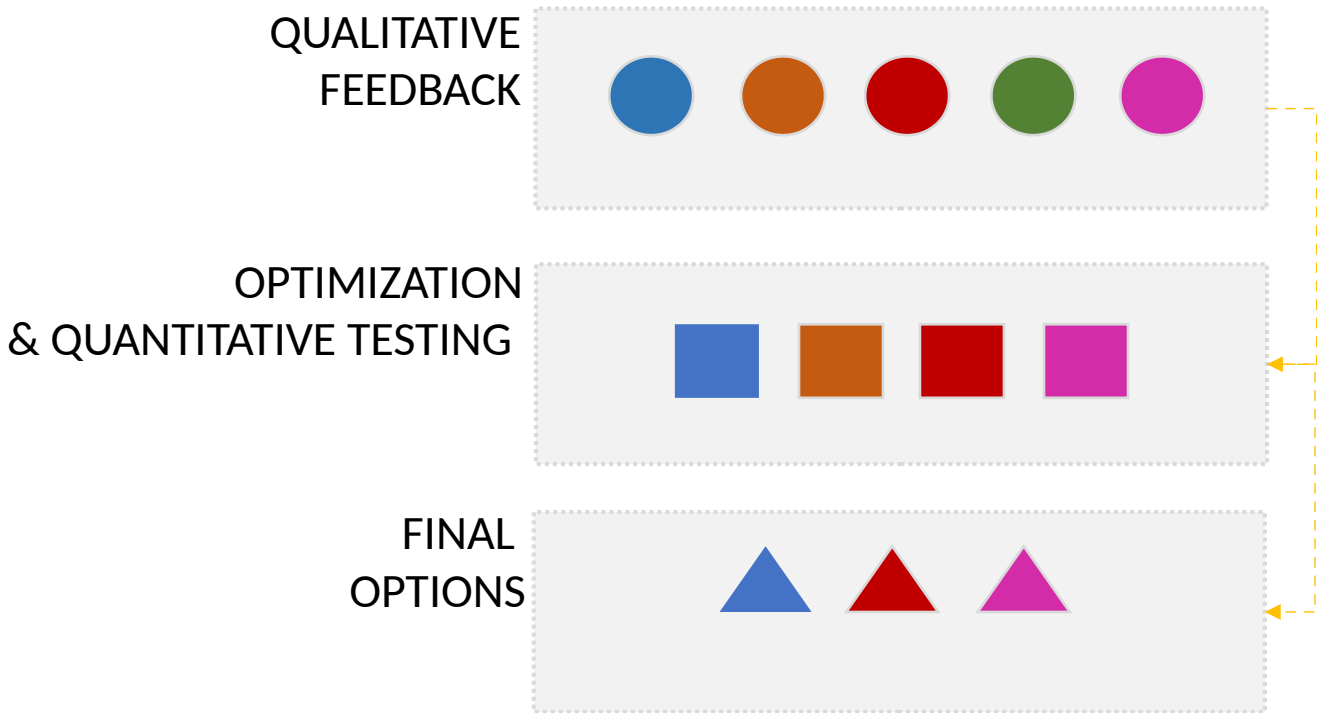 QUALITATIVE
FEEDBACK
OPTIMIZATION
& QUANTITATIVE TESTING
FINAL
OPTIONS